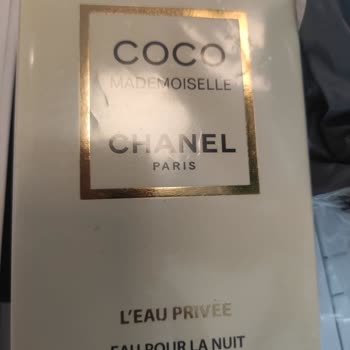 COCO
MADEMOISELLE
CHANEL
PARIS
L'EAU PRIVÉE
EAU POUR LA NUIT